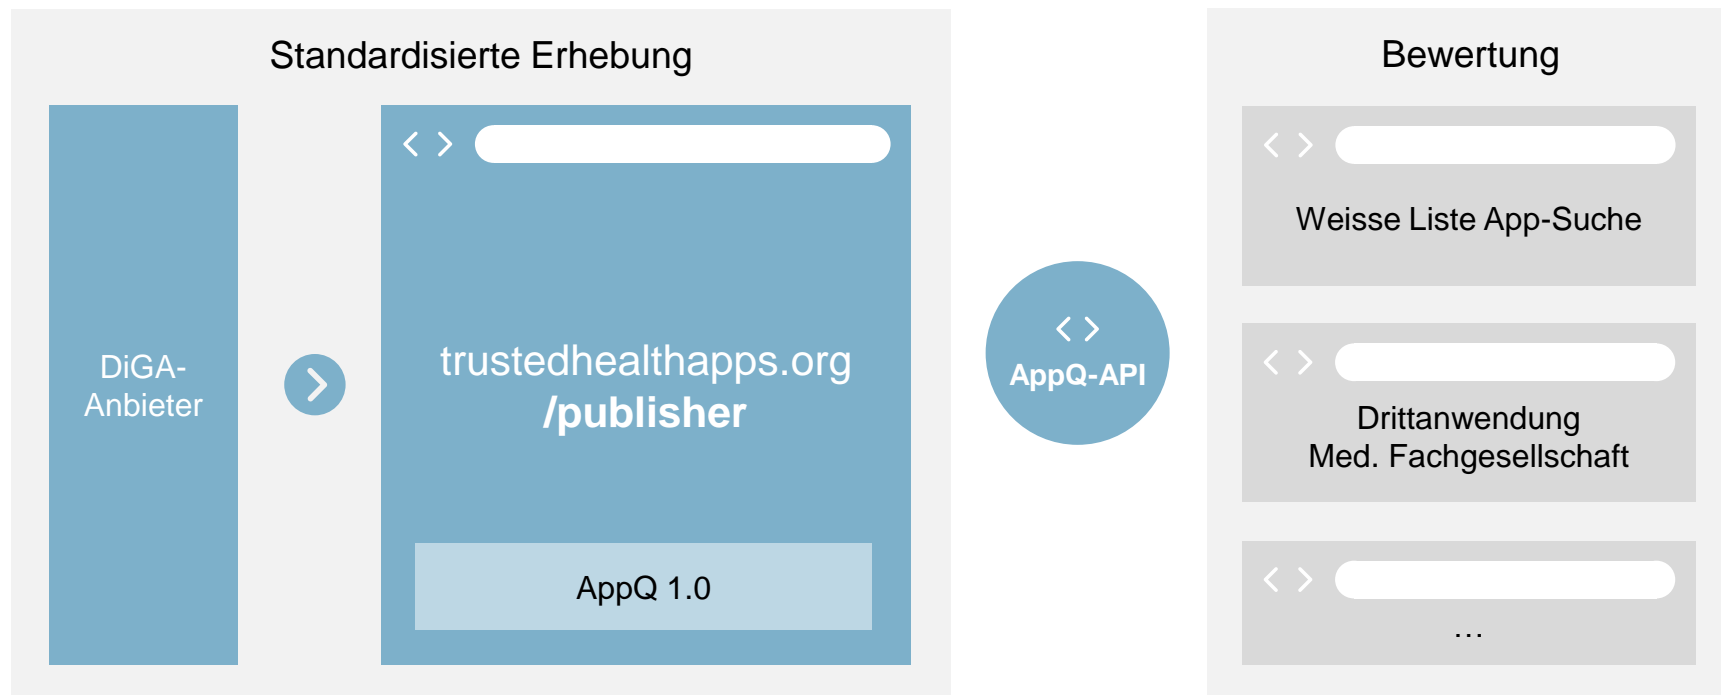 Standardisierte Erhebung
DiGA-
Anbieter
trustedhealthapps.org
/publisher
AppQ 1.0
AppQ-API
Bewertung
Weisse Liste App-Suche
Drittanwendung
Med. Fachgesellschaft
…